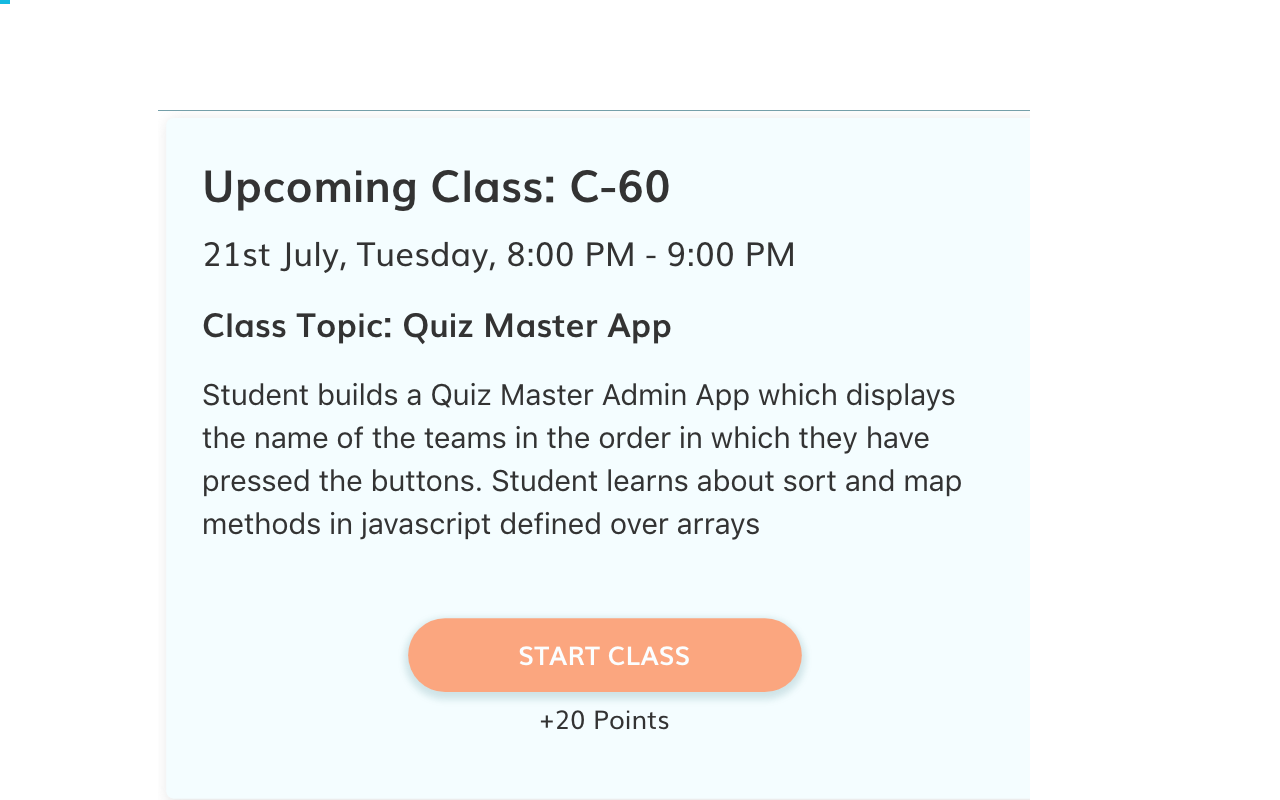 Upcoming Class: C-60
21st July, Tuesday, 8:00 PM - 9:00 PM
Class Topic: Quiz Master App
Student builds a Quiz Master Admin App which displays
the name of the teams in the order in which they have
pressed the buttons. Student learns about sort and map
methods in javascript defined over arrays
START CLASS
+20 Points